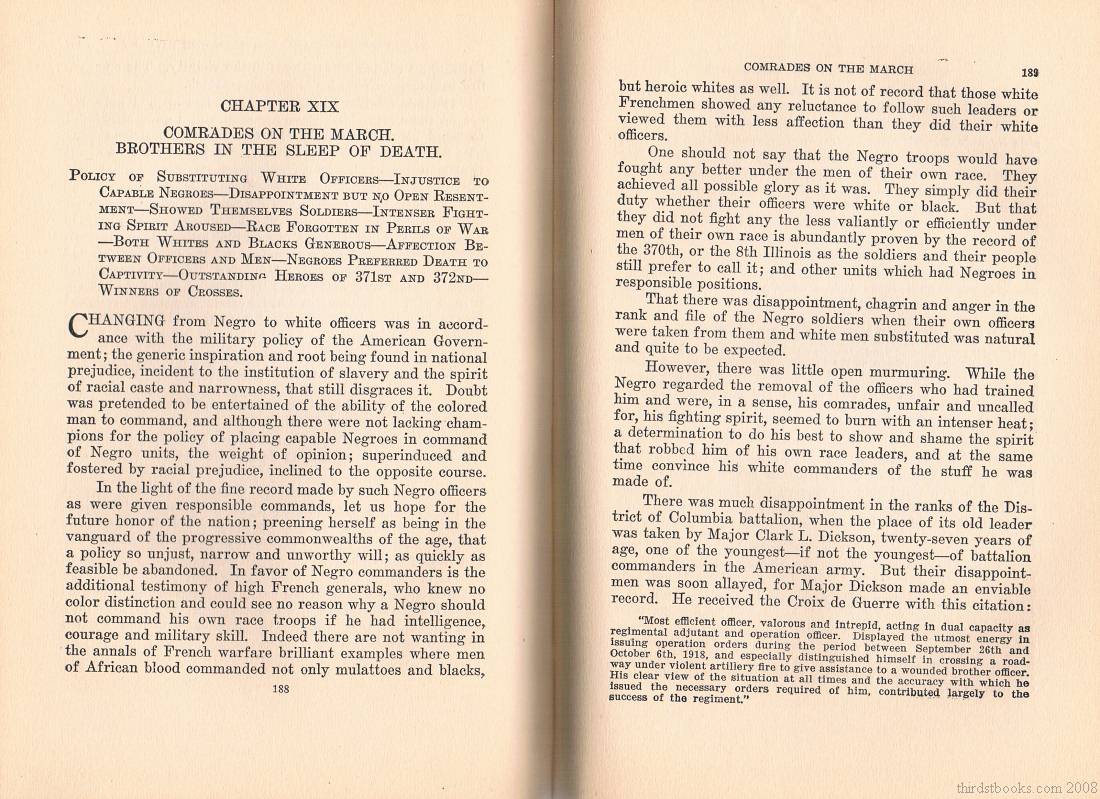 CHAPTER XIX
COMRADES ON THE MARCH.
BROTHERS IN THE SLEEP OF DEATH.
Policy of Substituting White Officers—Injustice to
Capable Negroes—Disappointment but no Open Resent-
ment—Showed Themselves Soldiers—Intenser Fight-
ing Spirit Aroused—Race Forgotten in Perils of War
—Both Whites and Blacks Generous—Affection Be-
tween Officers and Men—Negroes Preferred Death to
Captivity—Outstanding Heroes of 371st and 372nd—
Winners of Crosses.
CHANGING from Negro to white officers was in accord-
ance with the military policy of the American Govern-
ment; the generic inspiration and root being found in national
prejudice, incident to the institution of slavery and the spirit
of racial caste and narrowness, that still disgraces it. Doubt
was pretended to be entertained of the ability of the colored
man to command, and although there were not lacking cham-
pions for the policy of placing capable Negroes in command
of Negro units, the weight of opinion; superinduced and
fostered by racial prejudice, inclined to the opposite course.
In the light of the fine record made by such Negro officers
as were given responsible commands, let us hope for the
future honor of the nation; preening herself as being in the
vanguard of the progressive commonwealths of the age, that
a policy so unjust, narrow and unworthy will; as quickly as
feasible be abandoned. In favor of Negro commanders is the
additional testimony of high French generals, who knew no
color distinction and could see no reason why a Negro should
not command his own race troops if he had intelligence,
courage and military skill. Indeed there are not wanting in
the annals of French warfare brilliant examples where men
of African blood commanded not only mulattoes and blacks,
188
COMRADES ON THE MARCH 189
but heroic whites as well. It is not of record that those white
Frenchmen showed any reluctance to follow such leaders or
viewed them with less affection than they did their white
officers.
One should not say that the Negro troops would have
fought any better under the men of their own race. They
achieved all possible glory as it was. They simply did their
duty whether their officers were white or black. But that
they did not fight any the less valiantly or efficiently under
men of their own race is abundantly proven by the record of
the 370th, or the 8th Illinois as the soldiers and their people
still prefer to call it; and other units which had Negroes in
responsible positions.
That there was disappointment, chagrin and anger in the
rank and file of the Negro soldiers when their own officers
were taken from them and white men substituted was natural
and quite to be expected.
However, there was little open murmuring. While the
Negro regarded the removal of the officers who had trained
him and were, in a sense, his comrades, unfair and uncalled
for, his fighting spirit, seemed to burn with an intenser heat;
a determination to do his best to show and shame the spirit
that robbed him of his own race leaders, and at the same
time convince his white commanders of the stuff he was
made of.
There was much disappointment in the ranks of the Dis-
trict of Columbia battalion, when the place of its old leader
was taken by Major Clark L. Dickson, twenty-seven years of
age, one of the youngest—if not the youngest—of battalion
commanders in the American army. But their disappoint-
men was soon allayed, for Major Dickson made an enviable
record. He received the Croix de Guerre with this citation:
"Most efficient officer, valorous and intrepid, acting in dual capacity as
regimental adjutant and operation officer. Displayed the utmost energy in
issuing operation orders during the period between September 26th and
October 6th, 1918, and especially distinguished himself in crossing a road-
way under violent artillery fire to give assistance to a wounded brother officer.
His clear view of the situation at all times and the accuracy with which he
issued the necessary orders required of him, contributed largely to the
success of the regiment."
thirdstbooks.com 2008